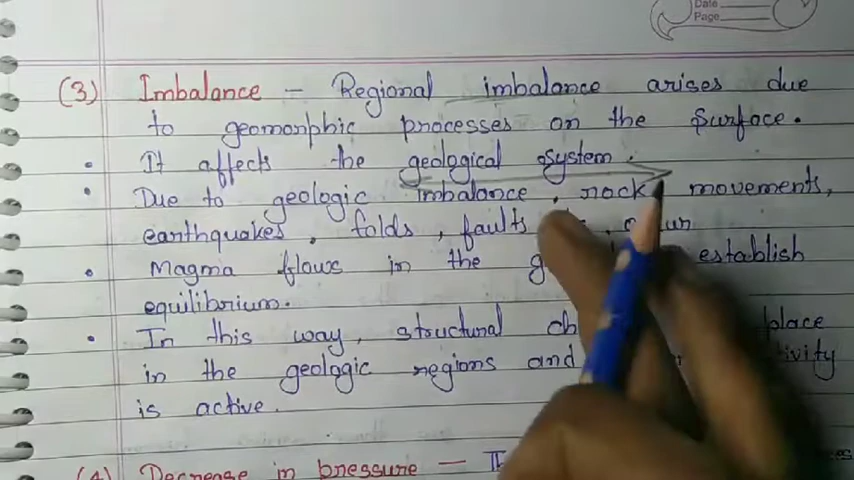 Date
Page
(3) Imbalance - Regional imbalance arises due
to geomorphic processes on the surface.
• It affects the geological system.
• Due to geologic imbalance, rock movements,
earthquakes, folds, faults
• Magma flows in the establish
equilibrium.
• In this way, structural place
in the geologic regions and
is active.
(4) Decrease in pressure -